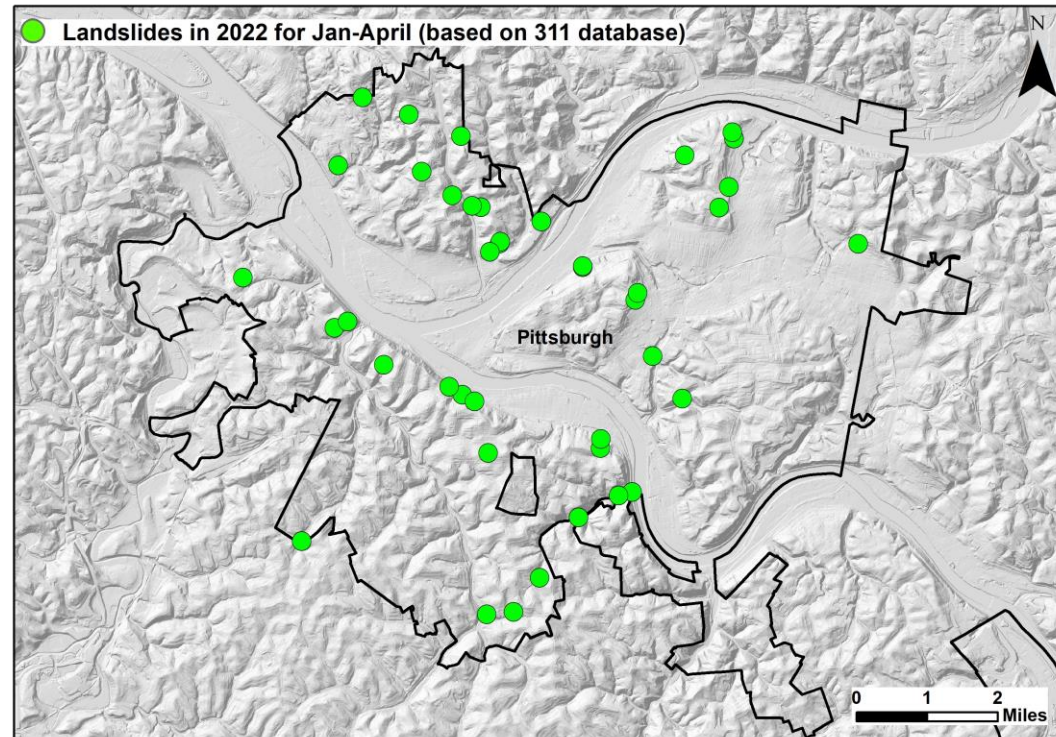 Landslides in 2022 for Jan-April (based on 311 database)
N
Pittsburgh
0 1 2
Miles